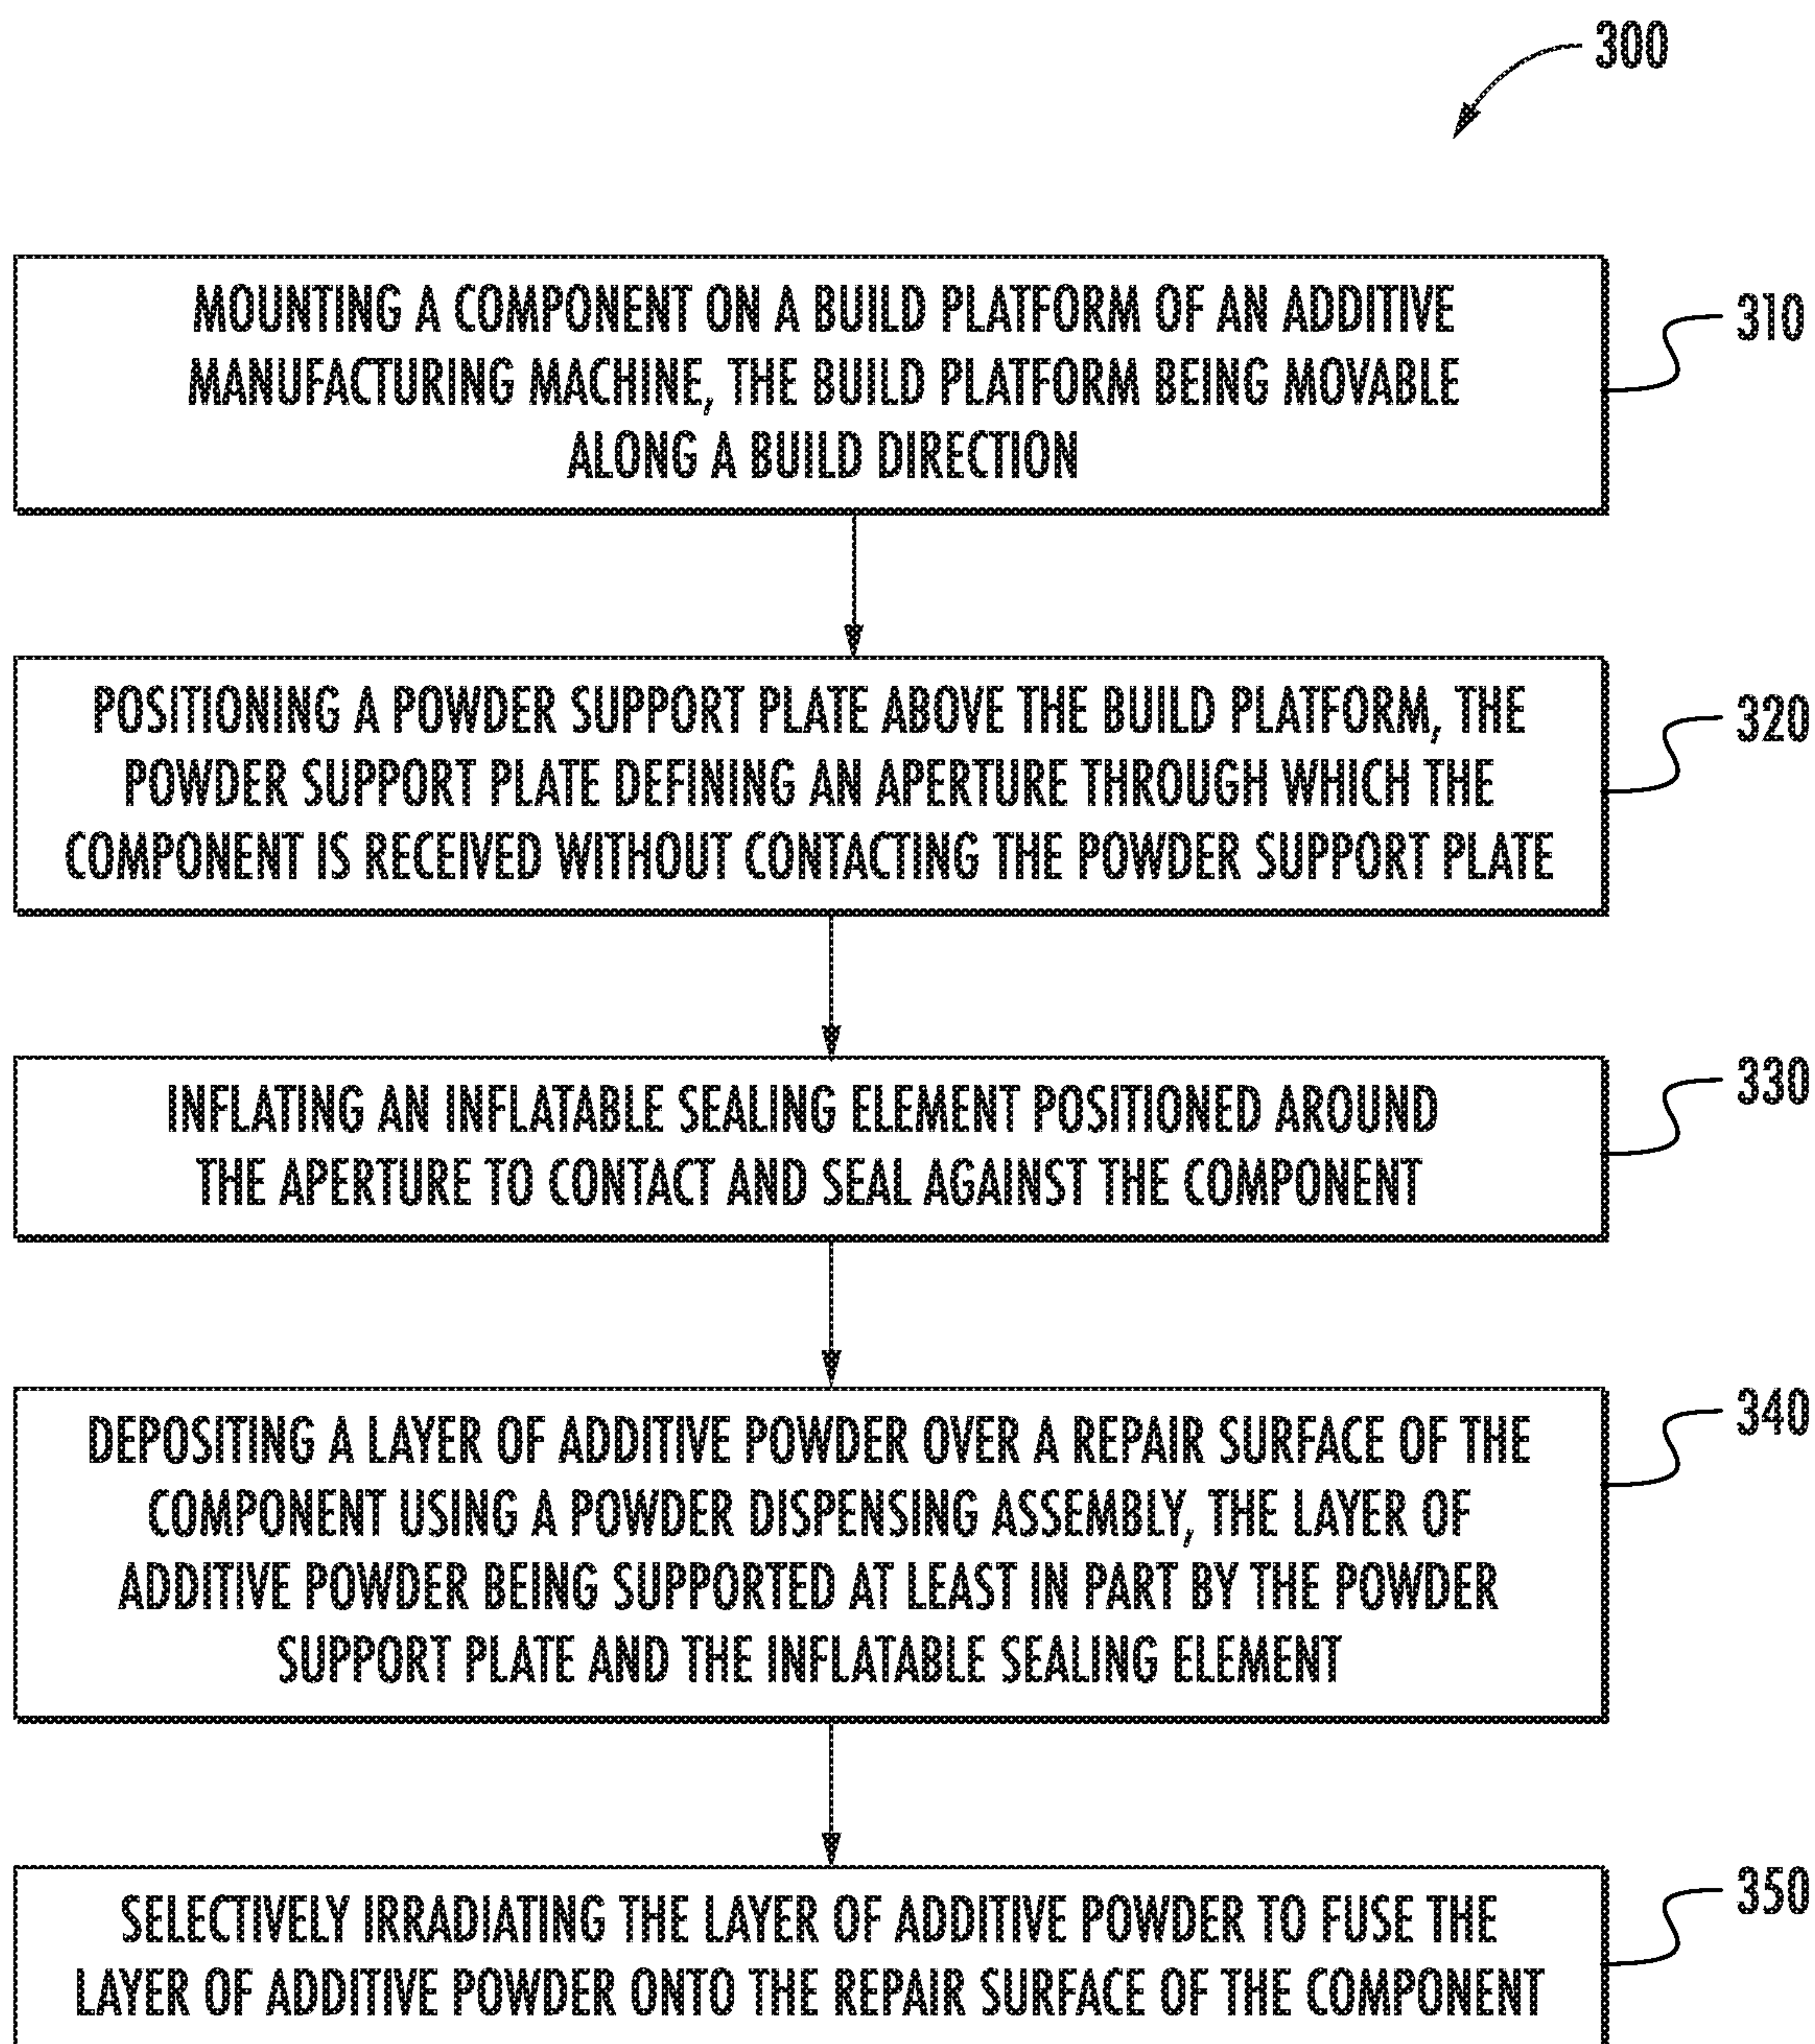 300
MOUNTING A COMPONENT ON A BUILD PLATFORM OF AN ADDITIVE
MANUFACTURING MACHINE, THE BUILD PLATFORM BEING MOVABLE
ALONG A BUILD DIRECTION
310
POSITIONING A POWDER SUPPORT PLATE ABOVE THE BUILD PLATFORM, THE
POWDER SUPPORT PLATE DEFINING AN APERTURE THROUGH WHICH THE
COMPONENT IS RECEIVED WITHOUT CONTACTING THE POWDER SUPPORT PLATE
320
INFLATING AN INFLATABLE SEALING ELEMENT POSITIONED AROUND
THE APERTURE TO CONTACT AND SEAL AGAINST THE COMPONENT
330
DEPOSITING A LAYER OF ADDITIVE POWDER OVER A REPAIR SURFACE OF THE
COMPONENT USING A POWDER DISPENSING ASSEMBLY, THE LAYER OF
ADDITIVE POWDER BEING SUPPORTED AT LEAST IN PART BY THE POWDER
SUPPORT PLATE AND THE INFLATABLE SEALING ELEMENT
340
SELECTIVELY IRRADIATING THE LAYER OF ADDITIVE POWDER TO FUSE THE
LAYER OF ADDITIVE POWDER ONTO THE REPAIR SURFACE OF THE COMPONENT
350